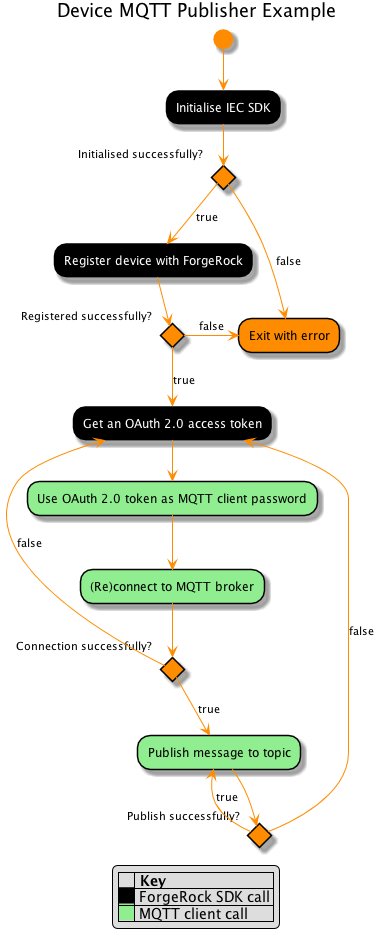 Device MQTT Publisher Example
Initialise IEC SDK
Initialised successfully?
true
false
Register device with ForgeRock
Registered successfully?
false
Exit with error
true
Get an OAuth 2.0 access token
Use OAuth 2.0 token as MQTT client password
false
(Re)connect to MQTT broker
false
Connection successfully?
true
Publish message to topic
true
Publish successfully?
Key
ForgeRock SDK call
MQTT client call